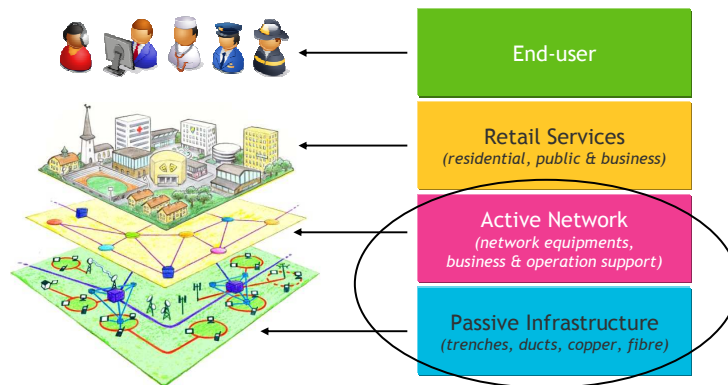 End-user
Retail Services
(residential, public & business)
Active Network
(network equipments,
business & operation support)
Passive Infrastructure
(trenches, ducts, copper, fibre)